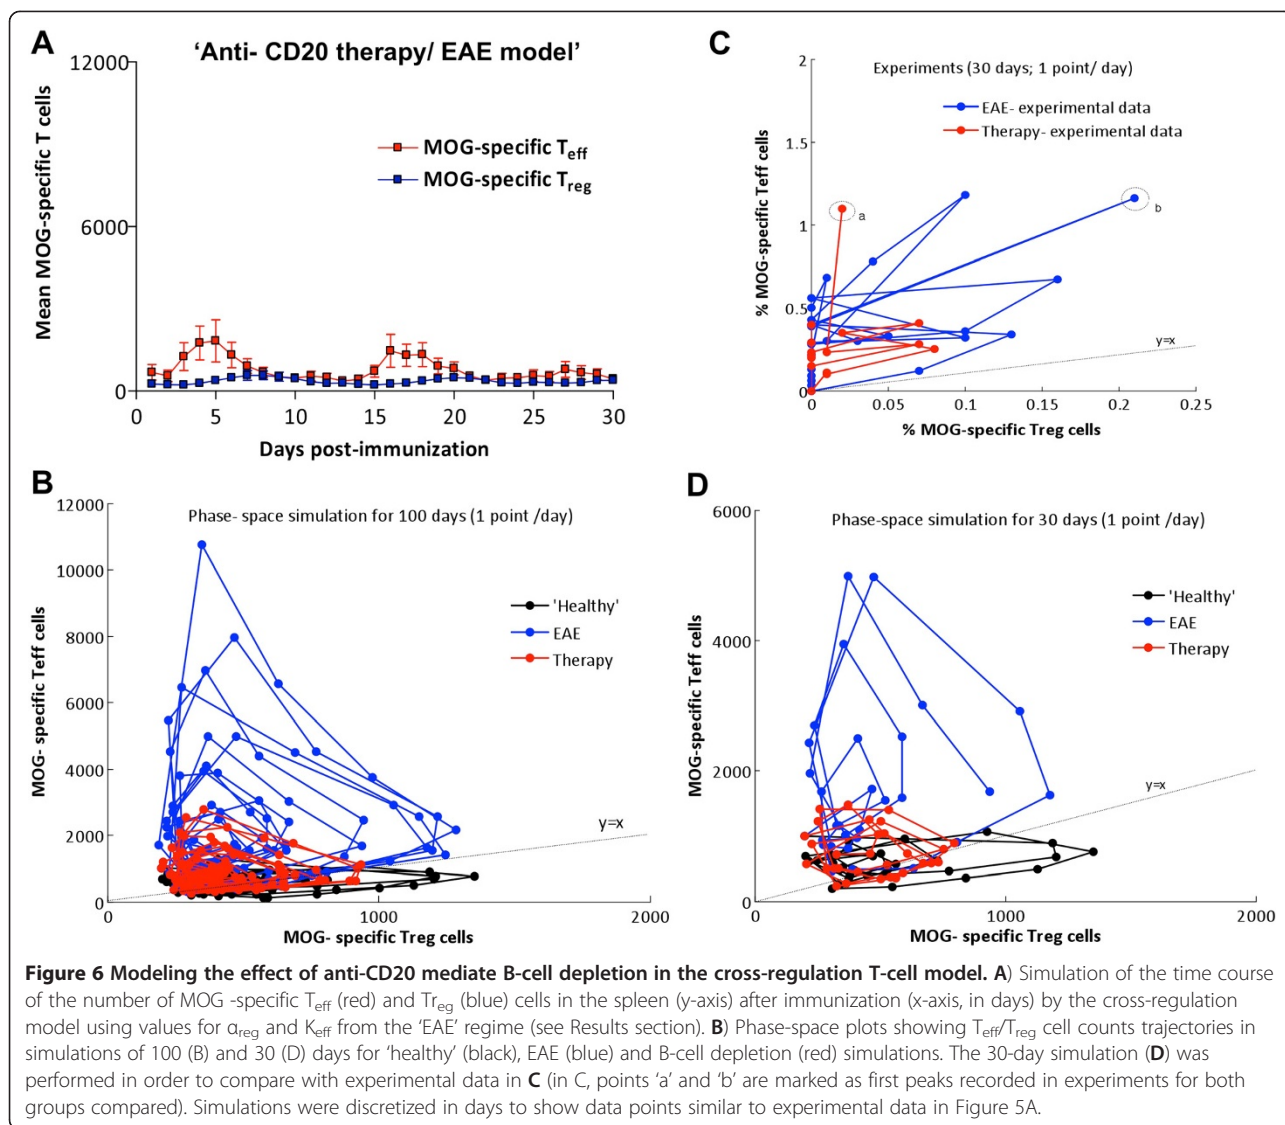 A
'Anti- CD20 therapy/ EAE model'
Mean MOG-specific T cells
12000
6000
0
MOG-specific Teff
MOG-specific Treg
0 5 10 15 20 25 30
Days post-immunization
C
Experiments (30 days; 1 point/ day)
EAE- experimental data
Therapy- experimental data
% MOG-specific Teff cells
2
1.5
1
0.5
0
a
b
y=x
0 0.05 0.1 0.15 0.2 0.25
% MOG-specific Treg cells
B
Phase- space simulation for 100 days (1 point /day)
MOG- specific Teff cells
12000
10000
8000
6000
4000
2000
0
'Healthy'
EAE
Therapy
y=x
0 1000 2000
MOG- specific Treg cells
D
Phase-space simulation for 30 days (1 point /day)
MOG-specific Teff cells
6000
4000
2000
0
'Healthy'
EAE
Therapy
y=x
0 1000 2000
MOG- specific Treg cells
Figure 6 Modeling the effect of anti-CD20 mediate B-cell depletion in the cross-regulation T-cell model. A) Simulation of the time course
of the number of MOG -specific Teff (red) and Treg (blue) cells in the spleen (y-axis) after immunization (x-axis, in days) by the cross-regulation
model using values for αreg and Keff from the 'EAE' regime (see Results section). B) Phase-space plots showing Teff/Treg cell counts trajectories in
simulations of 100 (B) and 30 (D) days for 'healthy' (black), EAE (blue) and B-cell depletion (red) simulations. The 30-day simulation (D) was
performed in order to compare with experimental data in C (in C, points 'a' and 'b' are marked as first peaks recorded in experiments for both
groups compared). Simulations were discretized in days to show data points similar to experimental data in Figure 5A.